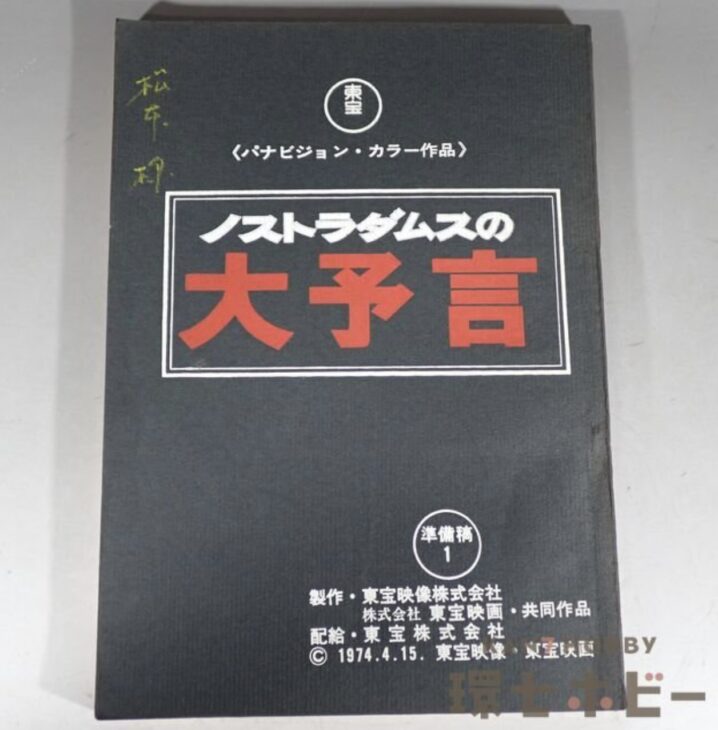 松本様
東宝
《パナビジョン・カラー作品》
ノストラダムスの
大予言
準備稿
1
製作・東宝映像株式会社
株式会社 東宝映画・共同作品
配給・東宝株式会社
© 1974.4.15. 東宝映像・東宝映画
環七ホビー